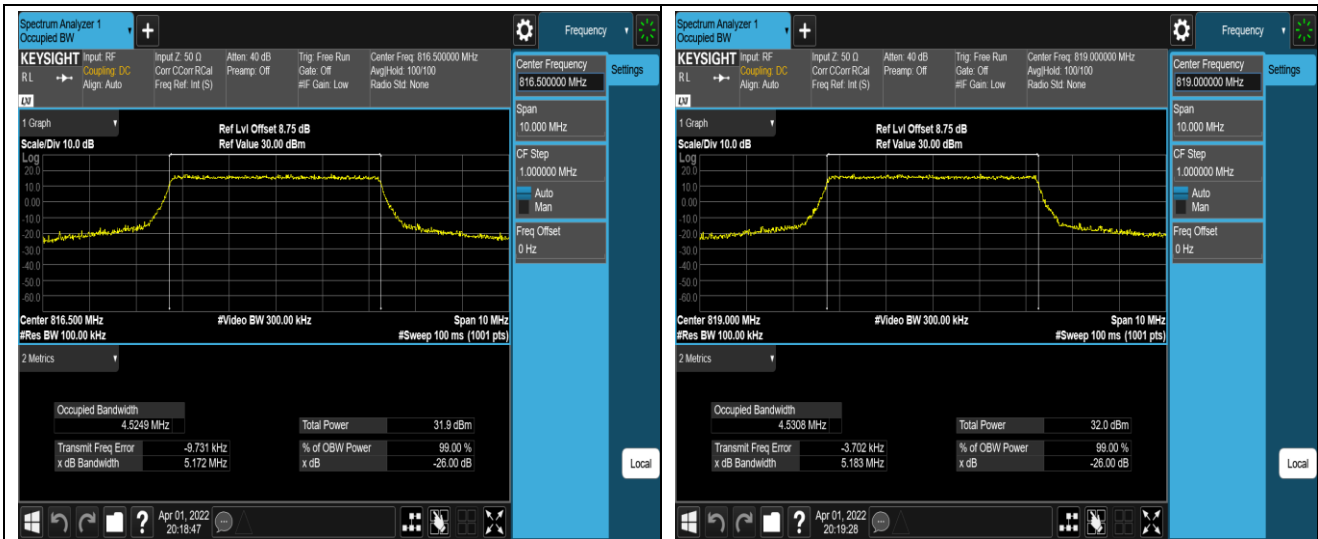 Spectrum Analyzer 1
Occupied BW
+
Frequency
KEYSIGHT
Input: RF
Coupling: DC
Align: Auto
Input Z: 50 Ω
Corr CCorr RCal
Freq Ref: Int (S)
Atten: 40 dB
Preamp: Off
Trig: Free Run
Gate: Off
#IF Gain: Low
Center Freq: 816.500000 MHz
Avg|Hold: 100/100
Radio Std: None
RL
LXI
Center Frequency
816.500000 MHz
Settings
Span
10.000 MHz
CF Step
1.000000 MHz
Auto
Man
Freq Offset
0 Hz
1 Graph
Ref Lvl Offset 8.75 dB
Scale/Div 10.0 dB
Ref Value 30.00 dBm
Log
20.0
10.0
0.00
-10.0
-20.0
-30.0
-40.0
-50.0
-60.0
Center 816.500 MHz
#Video BW 300.00 kHz
Span 10 MHz
#Res BW 100.00 kHz
#Sweep 100 ms (1001 pts)
2 Metrics
Occupied Bandwidth
4.5249 MHz
Total Power 31.9 dBm
Transmit Freq Error -9.731 kHz
% of OBW Power 99.00 %
x dB Bandwidth 5.172 MHz
x dB -26.00 dB
Local
?
Apr 01, 2022
20:18:47
Spectrum Analyzer 1
Occupied BW
+
Frequency
KEYSIGHT
Input: RF
Coupling: DC
Align: Auto
Input Z: 50 Ω
Corr CCorr RCal
Freq Ref: Int (S)
Atten: 40 dB
Preamp: Off
Trig: Free Run
Gate: Off
#IF Gain: Low
Center Freq: 819.000000 MHz
Avg|Hold: 100/100
Radio Std: None
RL
LXI
Center Frequency
819.000000 MHz
Settings
Span
10.000 MHz
CF Step
1.000000 MHz
Auto
Man
Freq Offset
0 Hz
1 Graph
Ref Lvl Offset 8.75 dB
Scale/Div 10.0 dB
Ref Value 30.00 dBm
Log
20.0
10.0
0.00
-10.0
-20.0
-30.0
-40.0
-50.0
-60.0
Center 819.000 MHz
#Video BW 300.00 kHz
Span 10 MHz
#Res BW 100.00 kHz
#Sweep 100 ms (1001 pts)
2 Metrics
Occupied Bandwidth
4.5308 MHz
Total Power 32.0 dBm
Transmit Freq Error -3.702 kHz
% of OBW Power 99.00 %
x dB Bandwidth 5.183 MHz
x dB -26.00 dB
Local
?
Apr 01, 2022
20:19:28